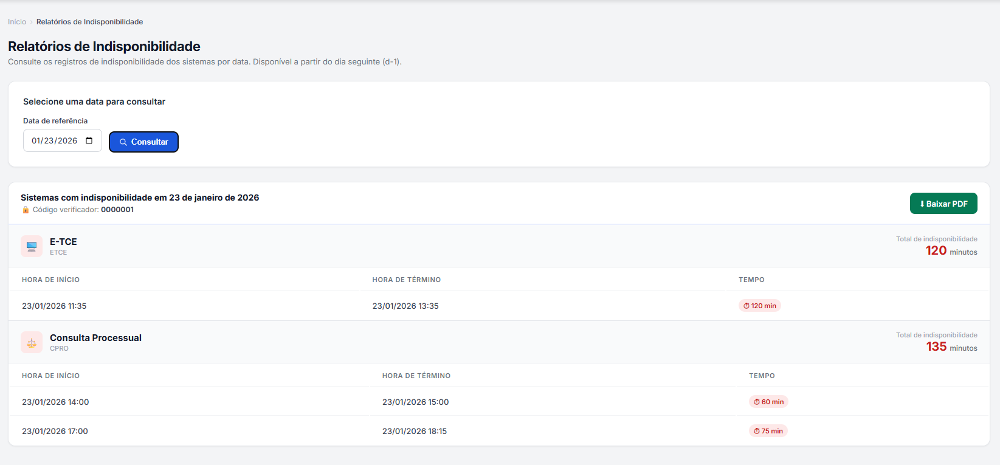 Início › Relatórios de Indisponibilidade
Relatórios de Indisponibilidade
Consulte os registros de indisponibilidade dos sistemas por data. Disponível a partir do dia seguinte (d-1).
Selecione uma data para consultar
Data de referência
01/23/2026 Consultar
Sistemas com indisponibilidade em 23 de janeiro de 2026
Código verificador: 0000001
⬇ Baixar PDF
E-TCE
ETCE
Total de indisponibilidade
120 minutos
HORA DE INÍCIO HORA DE TÉRMINO TEMPO
23/01/2026 11:35 23/01/2026 13:35 120 min
Consulta Processual
CPRO
Total de indisponibilidade
135 minutos
HORA DE INÍCIO HORA DE TÉRMINO TEMPO
23/01/2026 14:00 23/01/2026 15:00 60 min
23/01/2026 17:00 23/01/2026 18:15 75 min